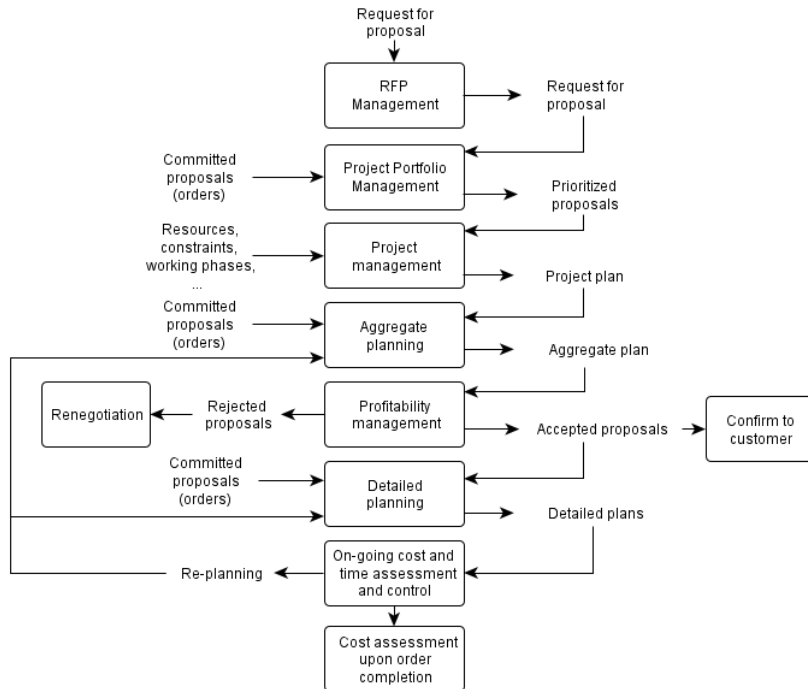 Request for
proposal
RFP
Management
Request for
proposal
Committed
proposals
(orders)
Project Portfolio
Management
Prioritized
proposals
Resources,
constraints,
working phases,
...
Project
management
Project plan
Committed
proposals
(orders)
Aggregate
planning
Aggregate plan
Renegotiation
Rejected
proposals
Profitability
management
Accepted proposals
Confirm to
customer
Committed
proposals
(orders)
Detailed
planning
Detailed plans
Re-planning
On-going cost and
time assessment
and control
Cost assessment
upon order
completion